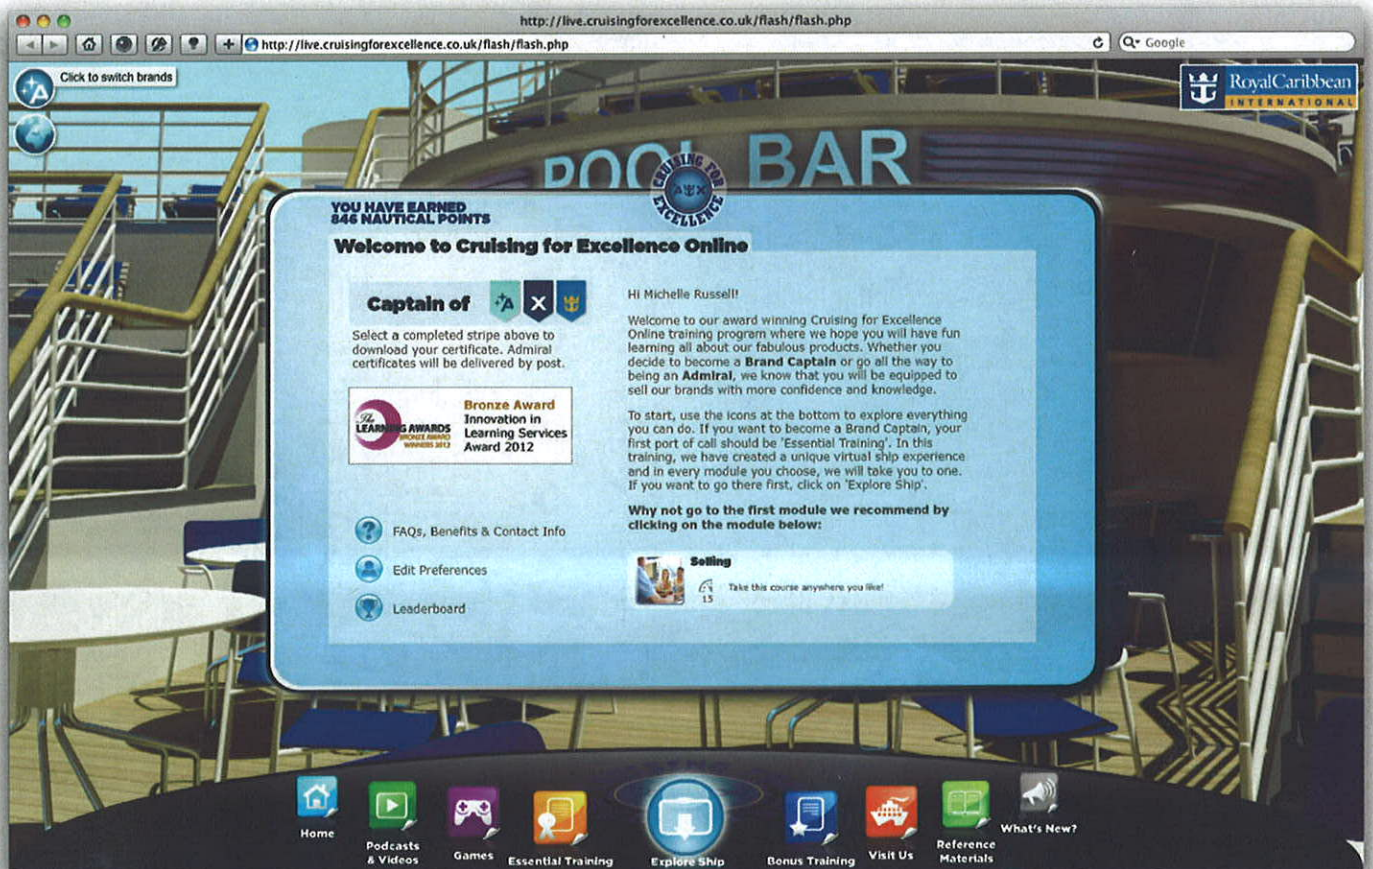 http://live.cruisingforexcellence.co.uk/flash/flash.php
http://live.cruisingforexcellence.co.uk/flash/flash.php
Google
Click to switch brands
RoyalCaribbean
INTERNATIONAL
POOL BAR
CRUISING FOR
EXCELLENCE
YOU HAVE EARNED
846 NAUTICAL POINTS
Welcome to Cruising for Excellence Online
Captain of
Select a completed stripe above to
download your certificate. Admiral
certificates will be delivered by post.
The
LEARNING AWARDS
BRONZE AWARD
WINNERS 2012
Bronze Award
Innovation in
Learning Services
Award 2012
FAQs, Benefits & Contact Info
Edit Preferences
Leaderboard
Hi Michelle Russell!
Welcome to our award winning Cruising for Excellence
Online training program where we hope you will have fun
learning all about our fabulous products. Whether you
decide to become a Brand Captain or go all the way to
being an Admiral, we know that you will be equipped to
sell our brands with more confidence and knowledge.
To start, use the icons at the bottom to explore everything
you can do. If you want to become a Brand Captain, your
first port of call should be 'Essential Training'. In this
training, we have created a unique virtual ship experience
and in every module you choose, we will take you to one.
If you want to go there first, click on 'Explore Ship'.
Why not go to the first module we recommend by
clicking on the module below:
Selling
15
Take this course anywhere you like!
Home
Podcasts
& Videos
Games
Essential Training
Explore Ship
Bonus Training
Visit Us
Reference
Materials
What's New?